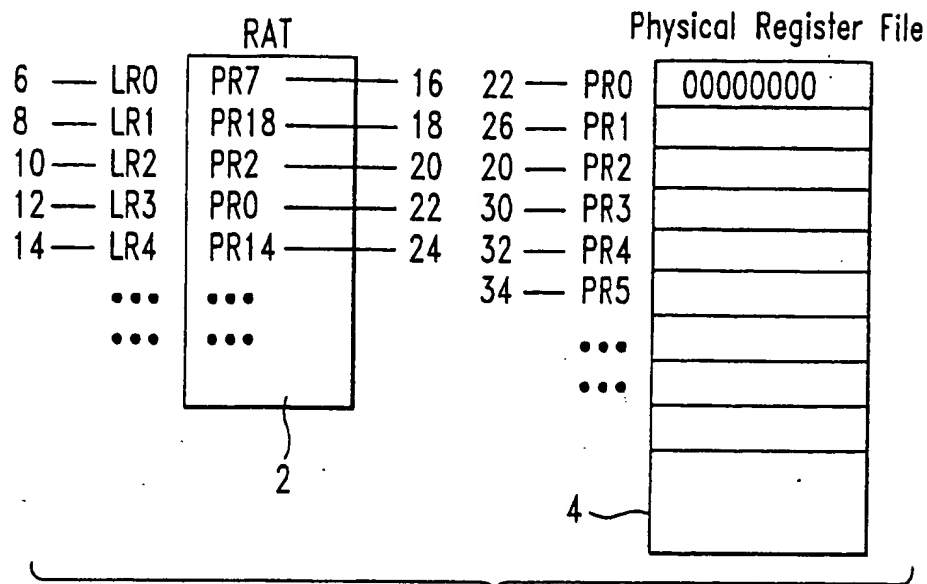 RAT
6 LR0 PR7 16
8 LR1 PR18 18
10 LR2 PR2 20
12 LR3 PR0 22
14 LR4 PR14 24
••• •••
••• •••
2
Physical Register File
22 PR0 00000000
26 PR1
20 PR2
30 PR3
32 PR4
34 PR5
•••
•••
4